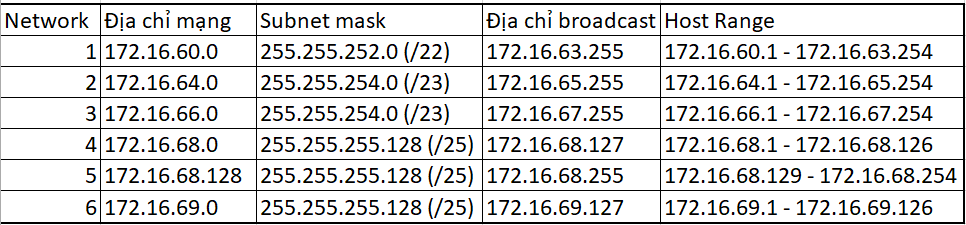 Network Địa chỉ mạng Subnet mask Địa chỉ broadcast Host Range
1 172.16.60.0 255.255.252.0 (/22) 172.16.63.255 172.16.60.1 - 172.16.63.254
2 172.16.64.0 255.255.254.0 (/23) 172.16.65.255 172.16.64.1 - 172.16.65.254
3 172.16.66.0 255.255.254.0 (/23) 172.16.67.255 172.16.66.1 - 172.16.67.254
4 172.16.68.0 255.255.255.128 (/25) 172.16.68.127 172.16.68.1 - 172.16.68.126
5 172.16.68.128 255.255.255.128 (/25) 172.16.68.255 172.16.68.129 - 172.16.68.254
6 172.16.69.0 255.255.255.128 (/25) 172.16.69.127 172.16.69.1 - 172.16.69.126